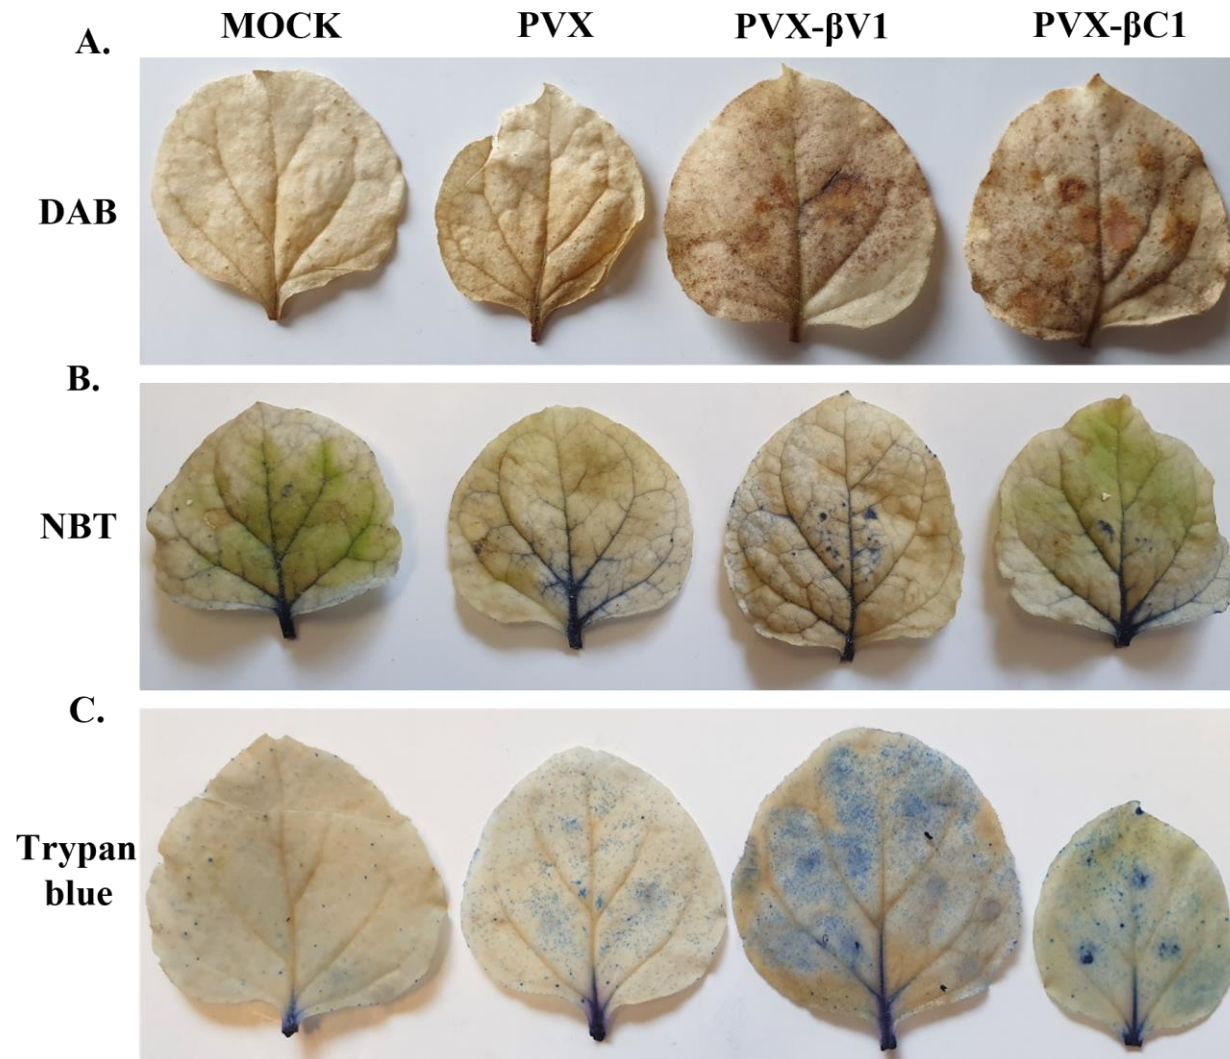 A.
MOCK
PVX
PVX-βV1
PVX-βC1
DAB
B.
NBT
C.
Trypan
blue